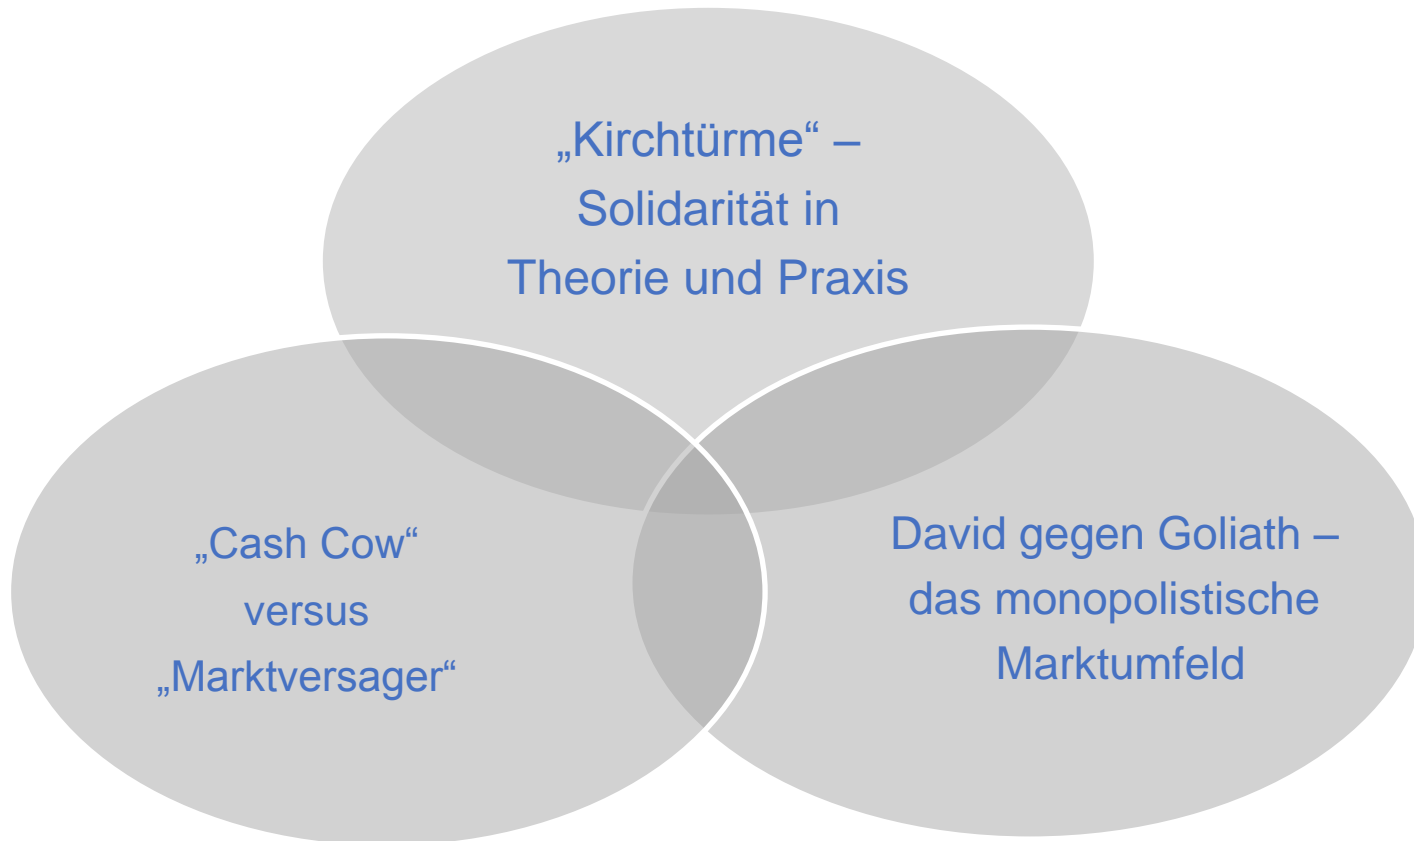 „Kirchtürme“ –
Solidarität in
Theorie und Praxis
„Cash Cow“
versus
„Marktversager“
David gegen Goliath –
das monopolistische
Marktumfeld